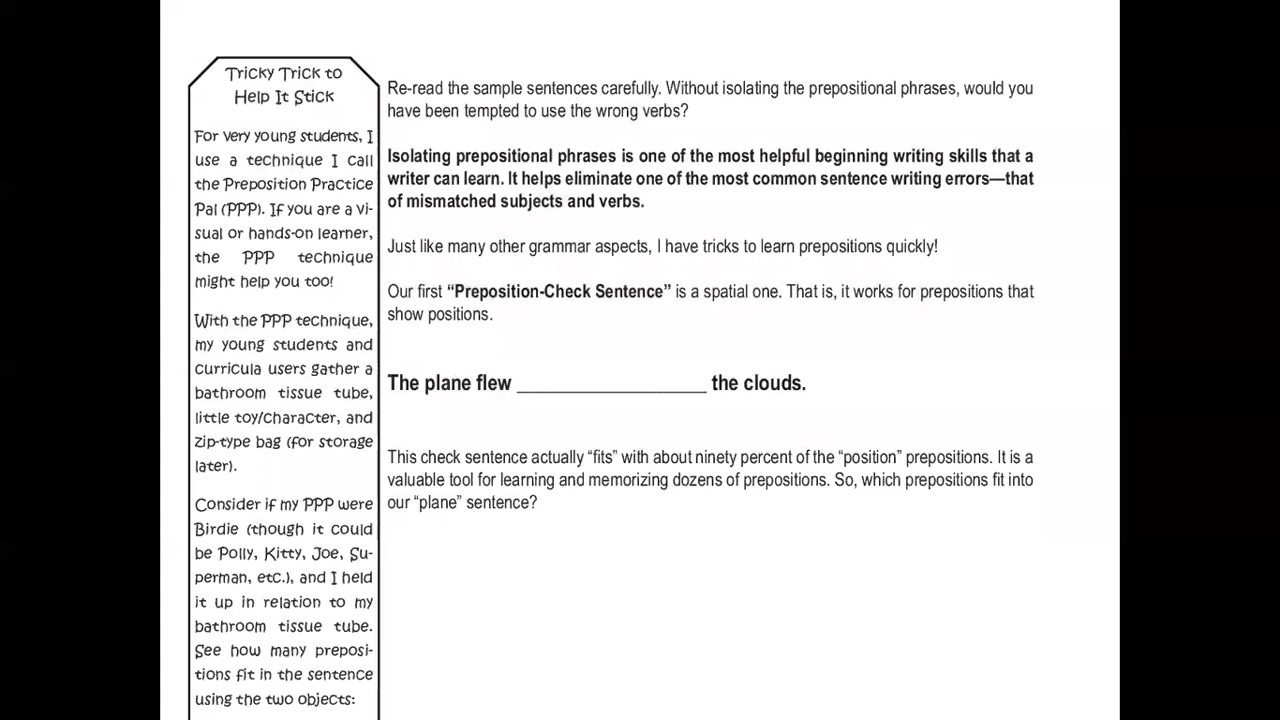 Tricky Trick to
Help It Stick
For very young students, I
use a technique I call
the Preposition Practice
Pal (PPP). If you are a vi-
sual or hands-on learner,
the PPP technique
might help you too!
With the PPP technique,
my young students and
curricula users gather a
bathroom tissue tube,
little toy/character, and
zip-type bag (for storage
later).
Consider if my PPP were
Birdie (though it could
be Polly, Kitty, Joe, Su-
perman, etc.), and I held
it up in relation to my
bathroom tissue tube.
See how many preposi-
tions fit in the sentence
using the two objects:
Re-read the sample sentences carefully. Without isolating the prepositional phrases, would you
have been tempted to use the wrong verbs?
Isolating prepositional phrases is one of the most helpful beginning writing skills that a
writer can learn. It helps eliminate one of the most common sentence writing errors—that
of mismatched subjects and verbs.
Just like many other grammar aspects, I have tricks to learn prepositions quickly!
Our first “Preposition-Check Sentence” is a spatial one. That is, it works for prepositions that
show positions.
The plane flew __________________ the clouds.
This check sentence actually “fits” with about ninety percent of the “position” prepositions. It is a
valuable tool for learning and memorizing dozens of prepositions. So, which prepositions fit into
our “plane” sentence?